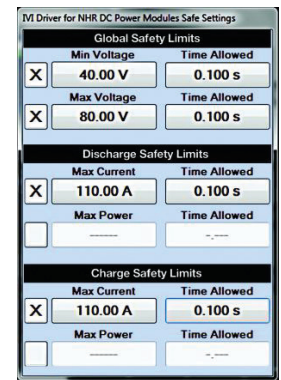 IVI Driver for NHR DC Power Modules Safe Settings
Global Safety Limits
Min Voltage Time Allowed
X 40.00 V 0.100 s
Max Voltage Time Allowed
X 80.00 V 0.100 s
Discharge Safety Limits
Max Current Time Allowed
X 110.00 A 0.100 s
Max Power Time Allowed
------ -.---
Charge Safety Limits
Max Current Time Allowed
X 110.00 A 0.100 s
Max Power Time Allowed
------ -.---